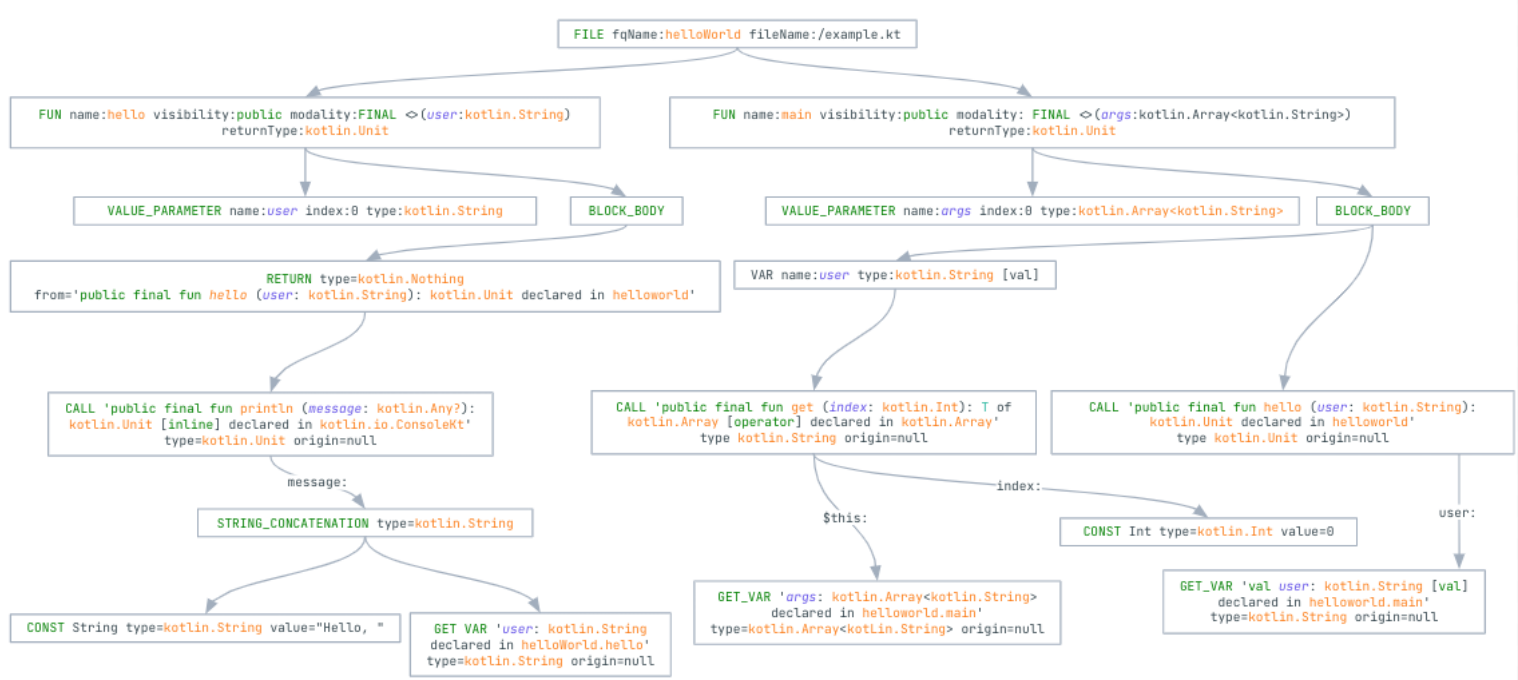 FILE fqName:helloWorld fileName:/example.kt
FUN name:hello visibility:public modality:FINAL <>(user:kotlin.String)
returnType:kotlin.Unit
FUN name:main visibility:public modality: FINAL <>(args:kotlin.Array<kotlin.String>)
returnType:kotlin.Unit
VALUE_PARAMETER name:user index:0 type:kotlin.String
BLOCK_BODY
VALUE_PARAMETER name:args index:0 type:kotlin.Array<kotlin.String>
BLOCK_BODY
RETURN type=kotlin.Nothing
from='public final fun hello (user: kotlin.String): kotlin.Unit declared in helloworld'
VAR name:user type:kotlin.String [val]
CALL 'public final fun println (message: kotlin.Any?):
kotlin.Unit [inline] declared in kotlin.io.ConsoleKt'
type=kotlin.Unit origin=null
CALL 'public final fun get (index: kotlin.Int): T of
kotlin.Array [operator] declared in kotlin.Array'
type kotlin.String origin=null
CALL 'public final fun hello (user: kotlin.String):
kotlin.Unit declared in helloworld'
type kotlin.Unit origin=null
message:
index:
$this:
user:
STRING_CONCATENATION type=kotlin.String
CONST Int type=kotlin.Int value=0
CONST String type=kotlin.String value="Hello, "
GET VAR 'user: kotlin.String
declared in helloWorld.hello'
type=kotlin.String origin=null
GET_VAR 'args: kotlin.Array<kotlin.String>
declared in helloworld.main'
type=kotlin.Array<kotLin.String> origin=null
GET_VAR 'val user: kotlin.String [val]
declared in helloworld.main'
type=kotlin.String origin=null